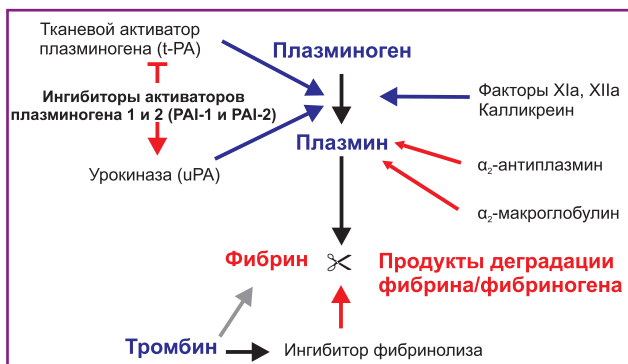 Тканевой активатор
плазминогена (t-PA)
Плазминоген
Ингибиторы активаторов
плазминогена 1 и 2 (PAI-1 и PAI-2)
Факторы XIa, XIIa
Калликреин
Плазмин
Урокиназа (uPA)
α₂-антиплазмин
α₂-макроглобулин
Фибрин
Продукты деградации
фибрина/фибриногена
Тромбин
Ингибитор фибринолиза